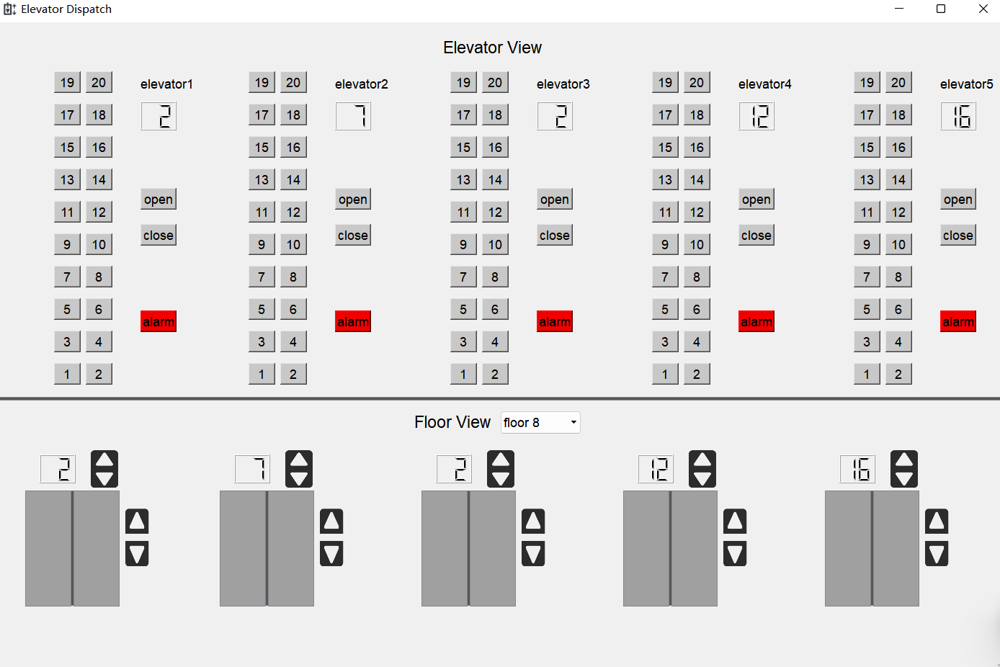 Elevator Dispatch
Elevator View
19 20 elevator1 19 20 elevator2 19 20 elevator3 19 20 elevator4 19 20 elevator5
17 18 2 17 18 7 17 18 2 17 18 12 17 18 16
15 16 15 16 15 16 15 16 15 16
13 14 13 14 13 14 13 14 13 14
open open open open open
11 12 11 12 11 12 11 12 11 12
close close close close close
9 10 9 10 9 10 9 10 9 10
7 8 7 8 7 8 7 8 7 8
5 6 5 6 5 6 5 6 5 6
alarm alarm alarm alarm alarm
3 4 3 4 3 4 3 4 3 4
1 2 1 2 1 2 1 2 1 2
Floor View floor 8
2 7 2 12 16